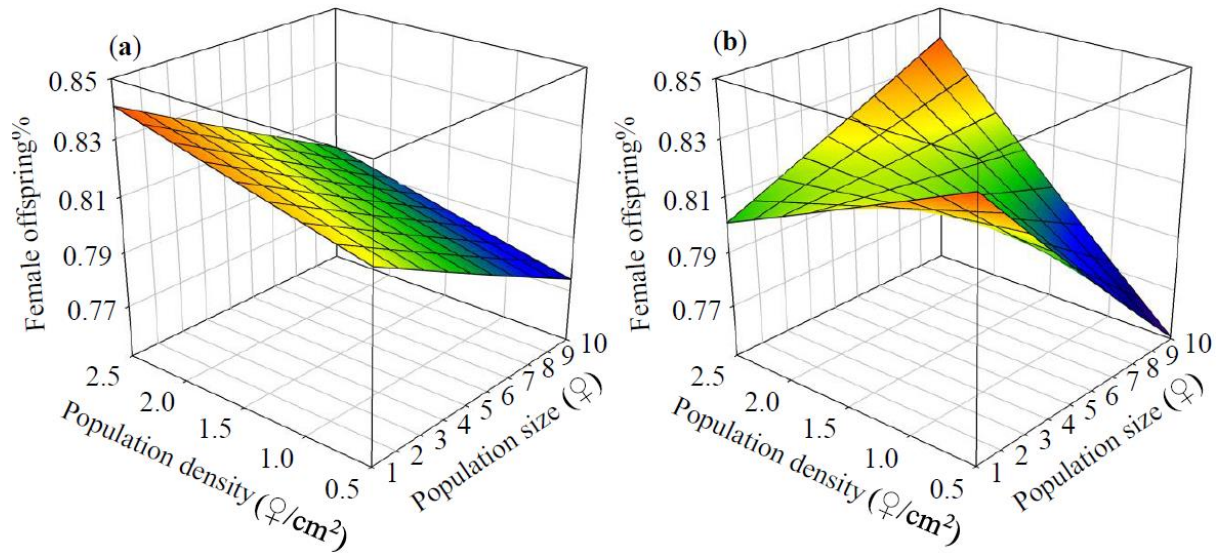 (a)
0.85
0.83
0.81
0.79
0.77
Female offspring%
2.5
2.0
1.5
1.0
0.5
Population density (♀/cm²)
1 2 3 4 5 6 7 8 9 10
Population size (♀)
(b)
0.85
0.83
0.81
0.79
0.77
Female offspring%
2.5
2.0
1.5
1.0
0.5
Population density (♀/cm²)
1 2 3 4 5 6 7 8 9 10
Population size (♀)